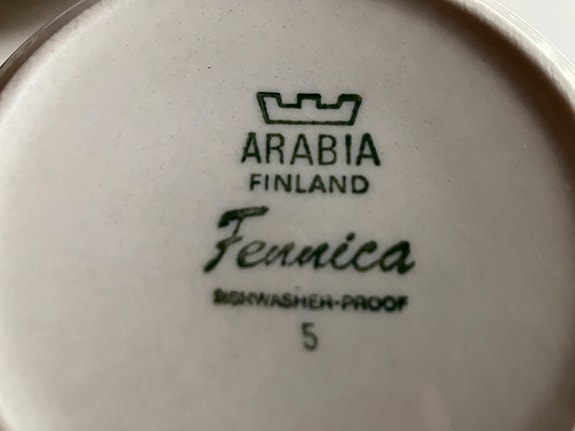 ARABIA
FINLAND
Fennica
DISHWASHER-PROOF
5